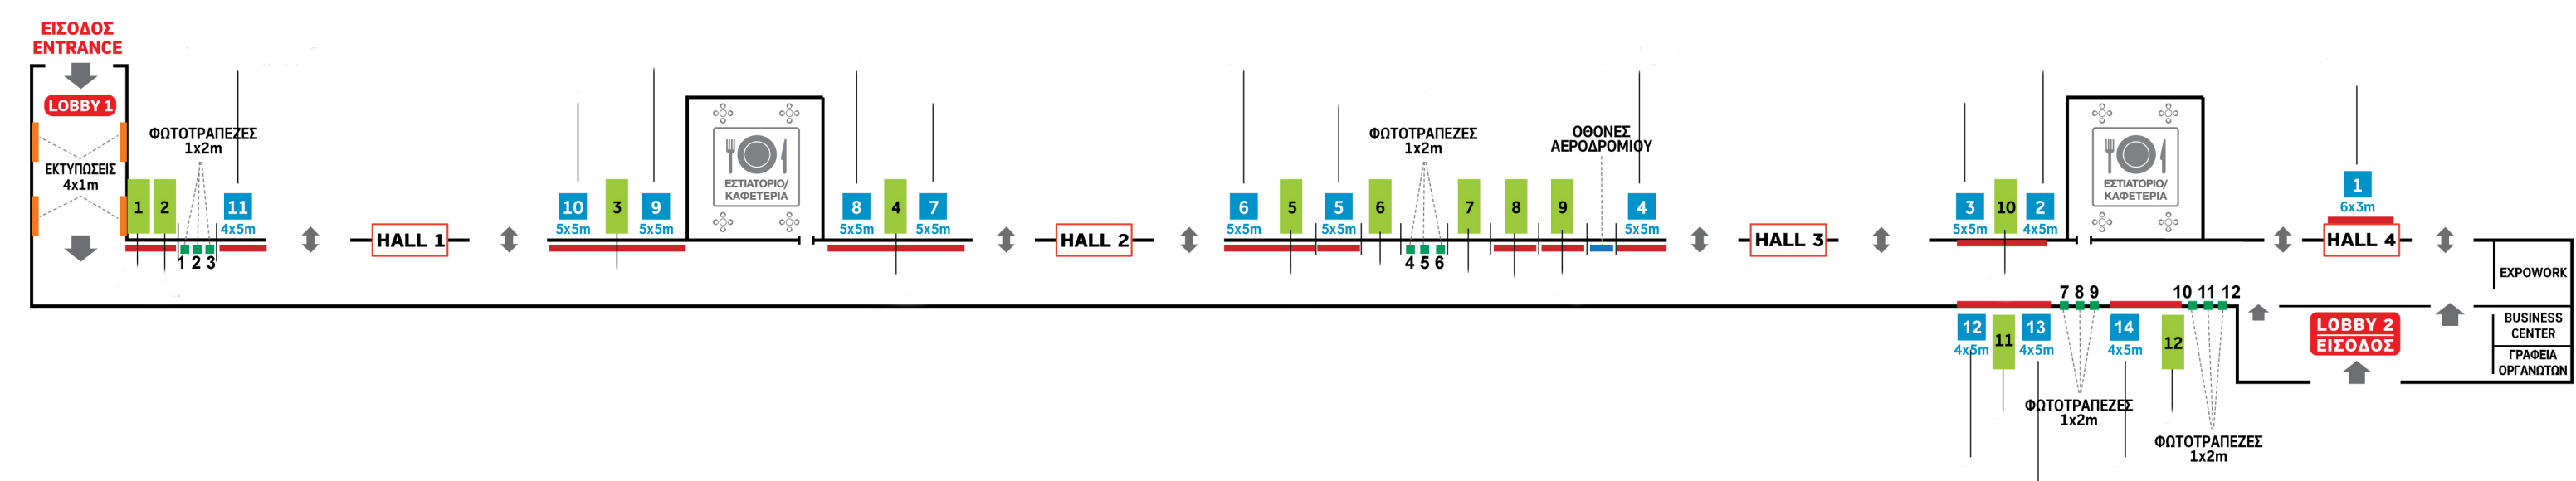 ΕΙΣΟΔΟΣ
ENTRANCE
LOBBY 1
ΕΚΤΥΠΩΣΕΙΣ
4x1m
1
2
ΦΩΤΟΤΡΑΠΕΖΕΣ
1x2m
1 2 3
11
4x5m
HALL 1
10
5x5m
3
9
5x5m
ΕΣΤΙΑΤΟΡΙΟ/
ΚΑΦΕΤΕΡΙΑ
8
5x5m
4
7
5x5m
HALL 2
6
5x5m
5
5
5x5m
6
ΦΩΤΟΤΡΑΠΕΖΕΣ
1x2m
4 5 6
7
8
9
ΟΘΟΝΕΣ
ΑΕΡΟΔΡΟΜΙΟΥ
4
5x5m
HALL 3
3
5x5m
10
2
4x5m
ΕΣΤΙΑΤΟΡΙΟ/
ΚΑΦΕΤΕΡΙΑ
1
6x3m
HALL 4
EXPOWORK
BUSINESS
CENTER
ΓΡΑΦΕΙΑ
ΟΡΓΑΝΩΤΩΝ
LOBBY 2
ΕΙΣΟΔΟΣ
12
4x5m
11
13
4x5m
7 8 9
ΦΩΤΟΤΡΑΠΕΖΕΣ
1x2m
14
4x5m
12
10 11 12
ΦΩΤΟΤΡΑΠΕΖΕΣ
1x2m